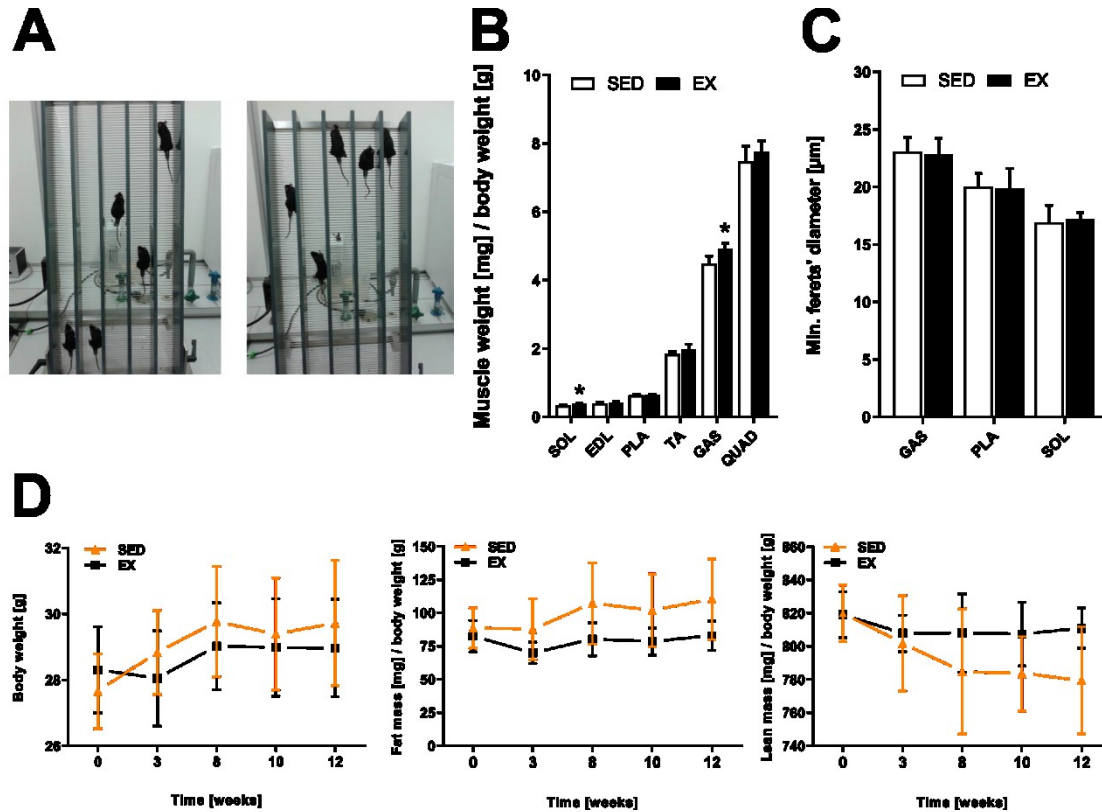 A
B
Muscle weight [mg] / body weight [g]
SED
EX
10
8
6
4
2
0
*
*
SOL
EDL
PLA
TA
GAS
QUAD
C
Min. ferets' diameter [µm]
SED
EX
30
25
20
15
10
5
0
GAS
PLA
SOL
D
Body weight [g]
SED
EX
32
30
28
26
0
3
8
10
12
Time [weeks]
Fat mass [mg] / body weight [g]
SED
EX
150
125
100
75
50
25
0
0
3
8
10
12
Time [weeks]
Lean mass [mg] / body weight [g]
SED
EX
860
840
820
800
780
760
740
0
3
8
10
12
Time [weeks]